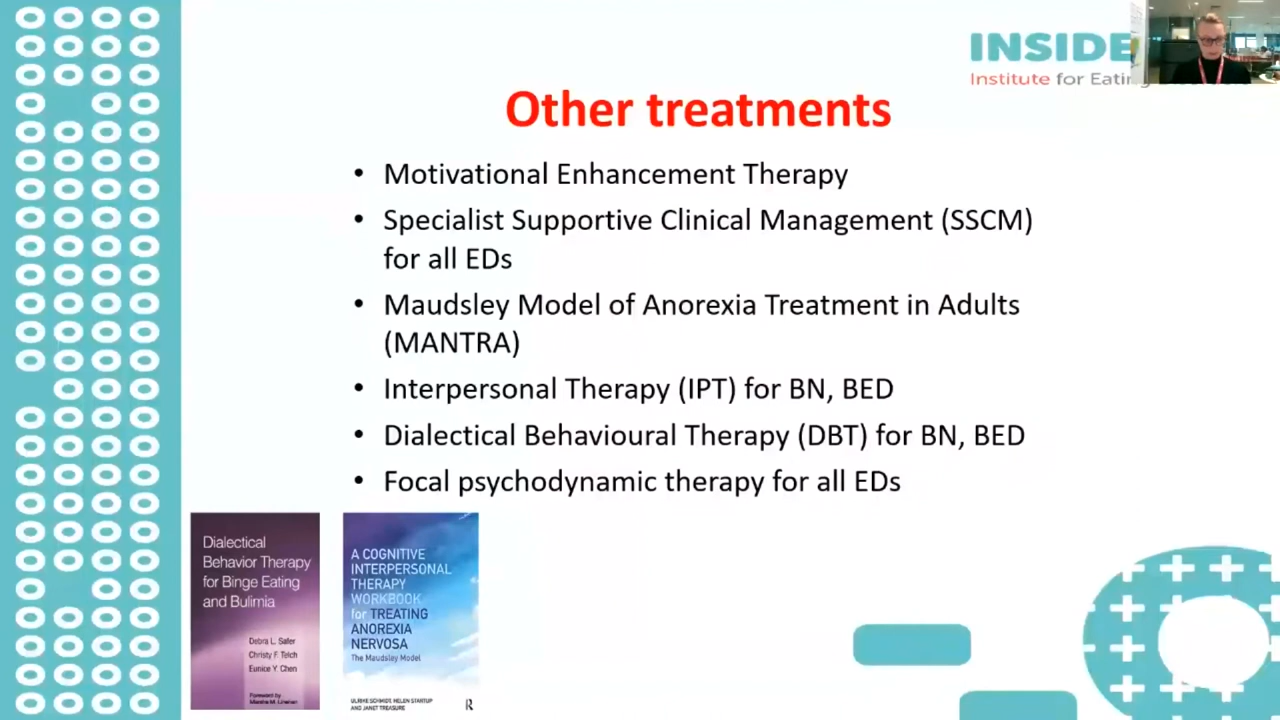 INSIDE
Institute for Eating
Other treatments
• Motivational Enhancement Therapy
• Specialist Supportive Clinical Management (SSCM)
for all EDs
• Maudsley Model of Anorexia Treatment in Adults
(MANTRA)
• Interpersonal Therapy (IPT) for BN, BED
• Dialectical Behavioural Therapy (DBT) for BN, BED
• Focal psychodynamic therapy for all EDs
Dialectical
Behavior Therapy
for Binge Eating
and Bulimia
Debra L. Safer
Christy F. Telch
Eunice Y. Chen
Foreword by
Marsha M. Linehan
A COGNITIVE
INTERPERSONAL
THERAPY
WORKBOOK
for TREATING
ANOREXIA
NERVOSA
The Maudsley Model
ULRIKE SCHMIDT, HELEN STARTUP
AND JANET TREASURE
R